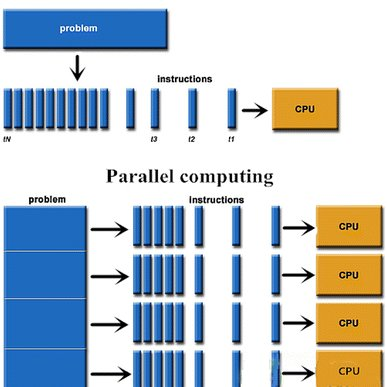 problem
instructions
CPU
tN t3 t2 t1
Parallel computing
problem instructions
CPU
CPU
CPU
CPU